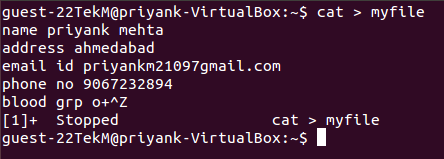 guest-22TekM@priyank-VirtualBox:~$ cat > myfile
name priyank mehta
address ahmedabad
email id priyankm21097gmail.com
phone no 9067232894
blood grp o+^Z
[1]+  Stopped                 cat > myfile
guest-22TekM@priyank-VirtualBox:~$